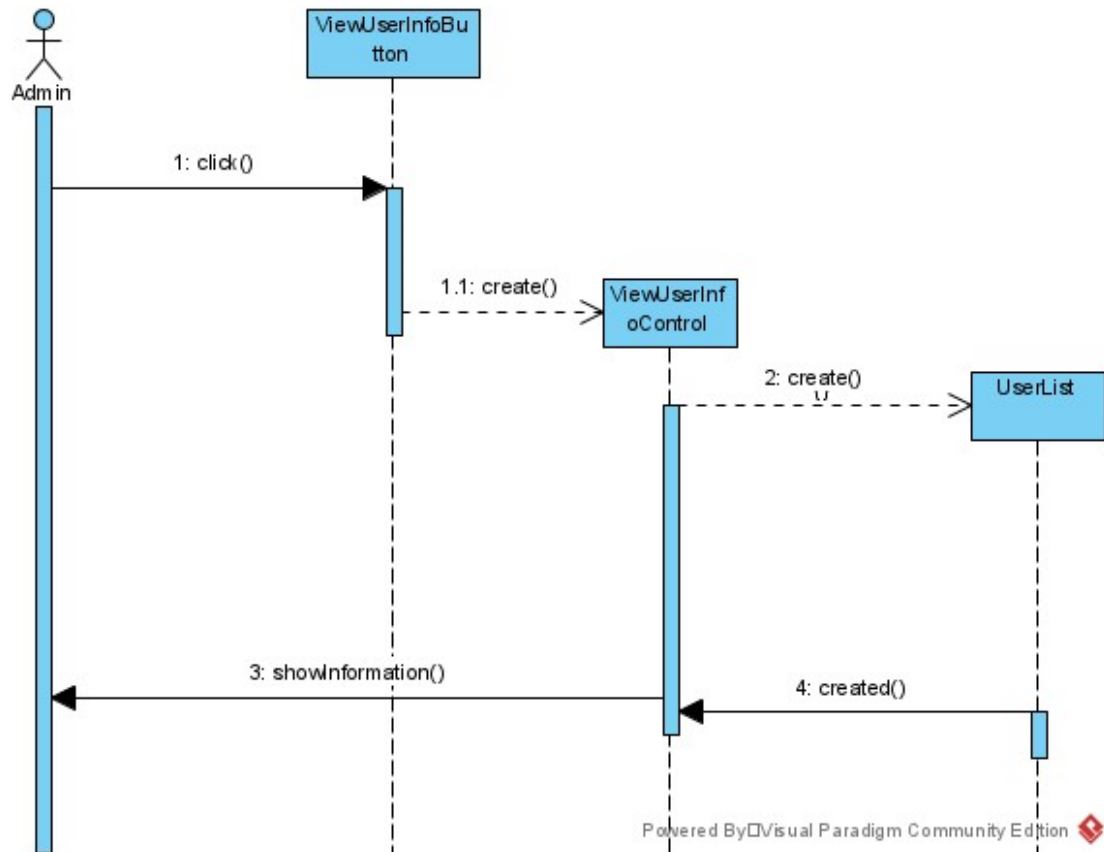 ViewUserInfoBu
tton
Admin
1: click()
1.1: create()
ViewUserInf
oControl
2: create()
UserList
3: showInformation()
4: created()
Powered By Visual Paradigm Community Edition